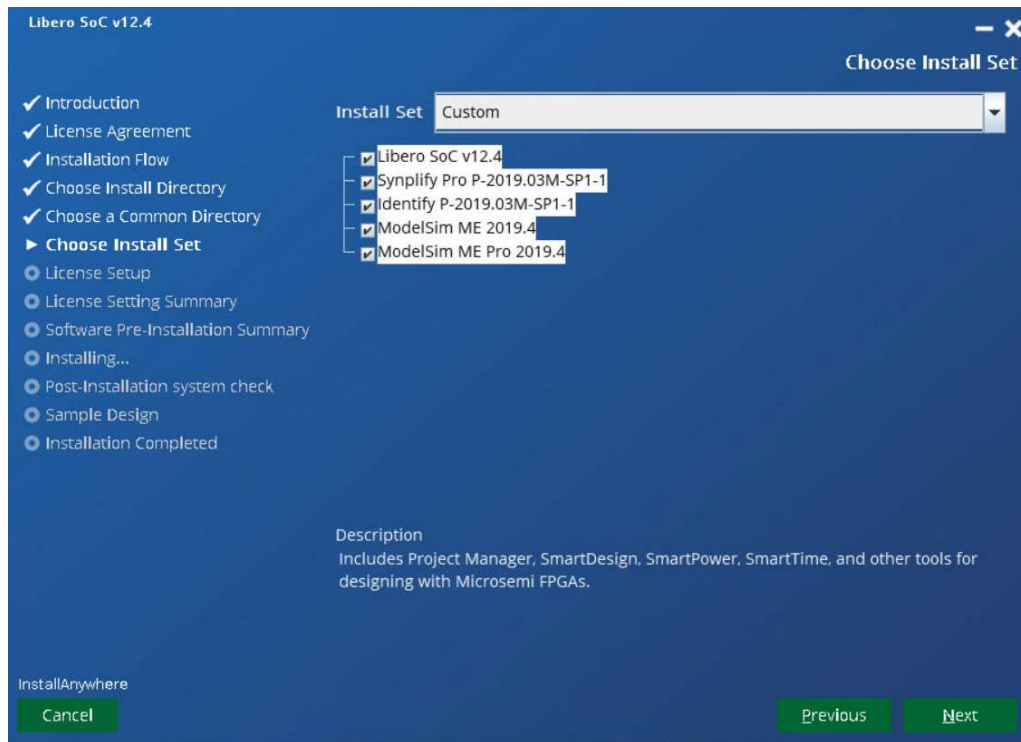 Libero SoC v12.4
Choose Install Set
Introduction
License Agreement
Installation Flow
Choose Install Directory
Choose a Common Directory
Choose Install Set
License Setup
License Setting Summary
Software Pre-Installation Summary
Installing...
Post-Installation system check
Sample Design
Installation Completed
Install Set Custom
Libero SoC v12.4
Synplify Pro P-2019.03M-SP1-1
Identify P-2019.03M-SP1-1
ModelSim ME 2019.4
ModelSim ME Pro 2019.4
Description
Includes Project Manager, SmartDesign, SmartPower, SmartTime, and other tools for
designing with Microsemi FPGAs.
InstallAnywhere
Cancel Previous Next